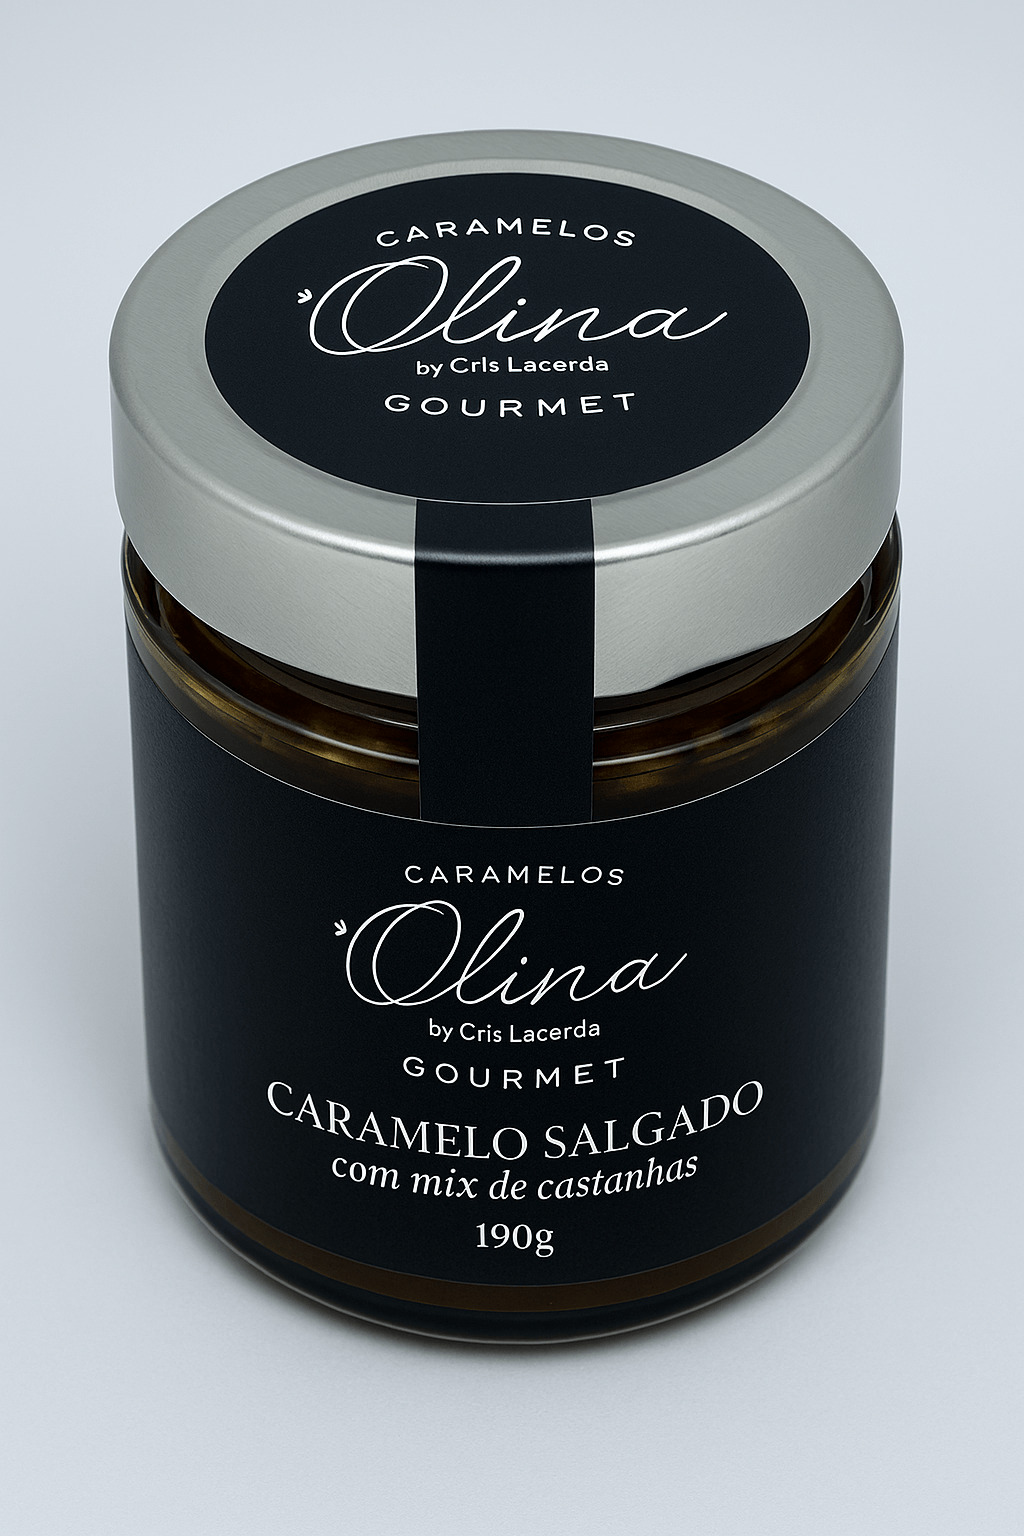 CARAMELOS
Olina
by CrIs Lacerda
GOURMET
CARAMELOS
Olina
by Cris Lacerda
GOURMET
CARAMELO SALGADO
com mix de castanhas
190g